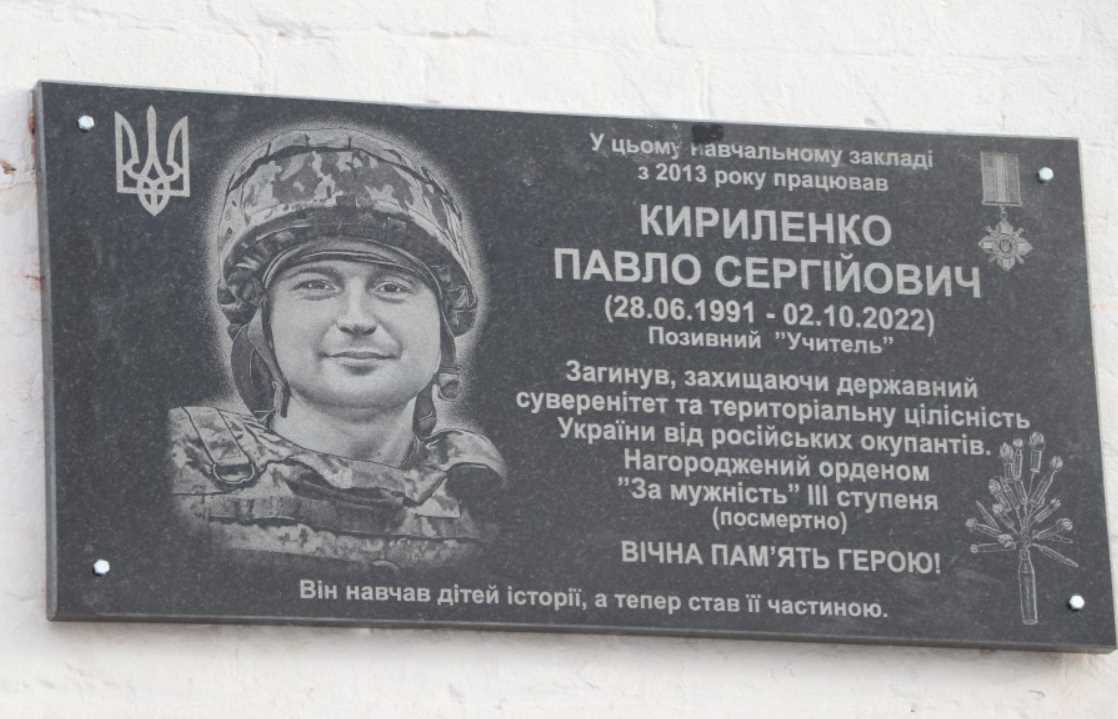 У цьому навчальному закладі
з 2013 року працював
КИРИЛЕНКО
ПАВЛО СЕРГІЙОВИЧ
(28.06.1991 - 02.10.2022)
Позивний "Учитель"
Загинув, захищаючи державний
суверенітет та територіальну цілісність
України від російських окупантів.
Нагороджений орденом
"За мужність" III ступеня
(посмертно)
ВІЧНА ПАМ'ЯТЬ ГЕРОЮ!
Він навчав дітей історії, а тепер став її частиною.